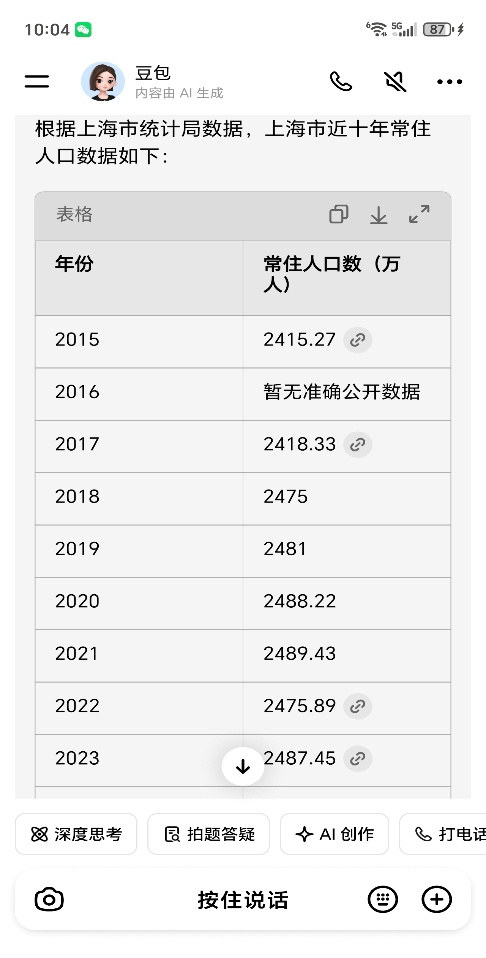 10:04
6 5G 87
豆包
内容由 AI 生成
根据上海市统计局数据，上海市近十年常住
人口数据如下：
表格
年份 常住人口数（万
人）
2015 2415.27
2016 暂无准确公开数据
2017 2418.33
2018 2475
2019 2481
2020 2488.22
2021 2489.43
2022 2475.89
2023 2487.45
深度思考 拍题答疑 AI 创作 打电话
按住说话